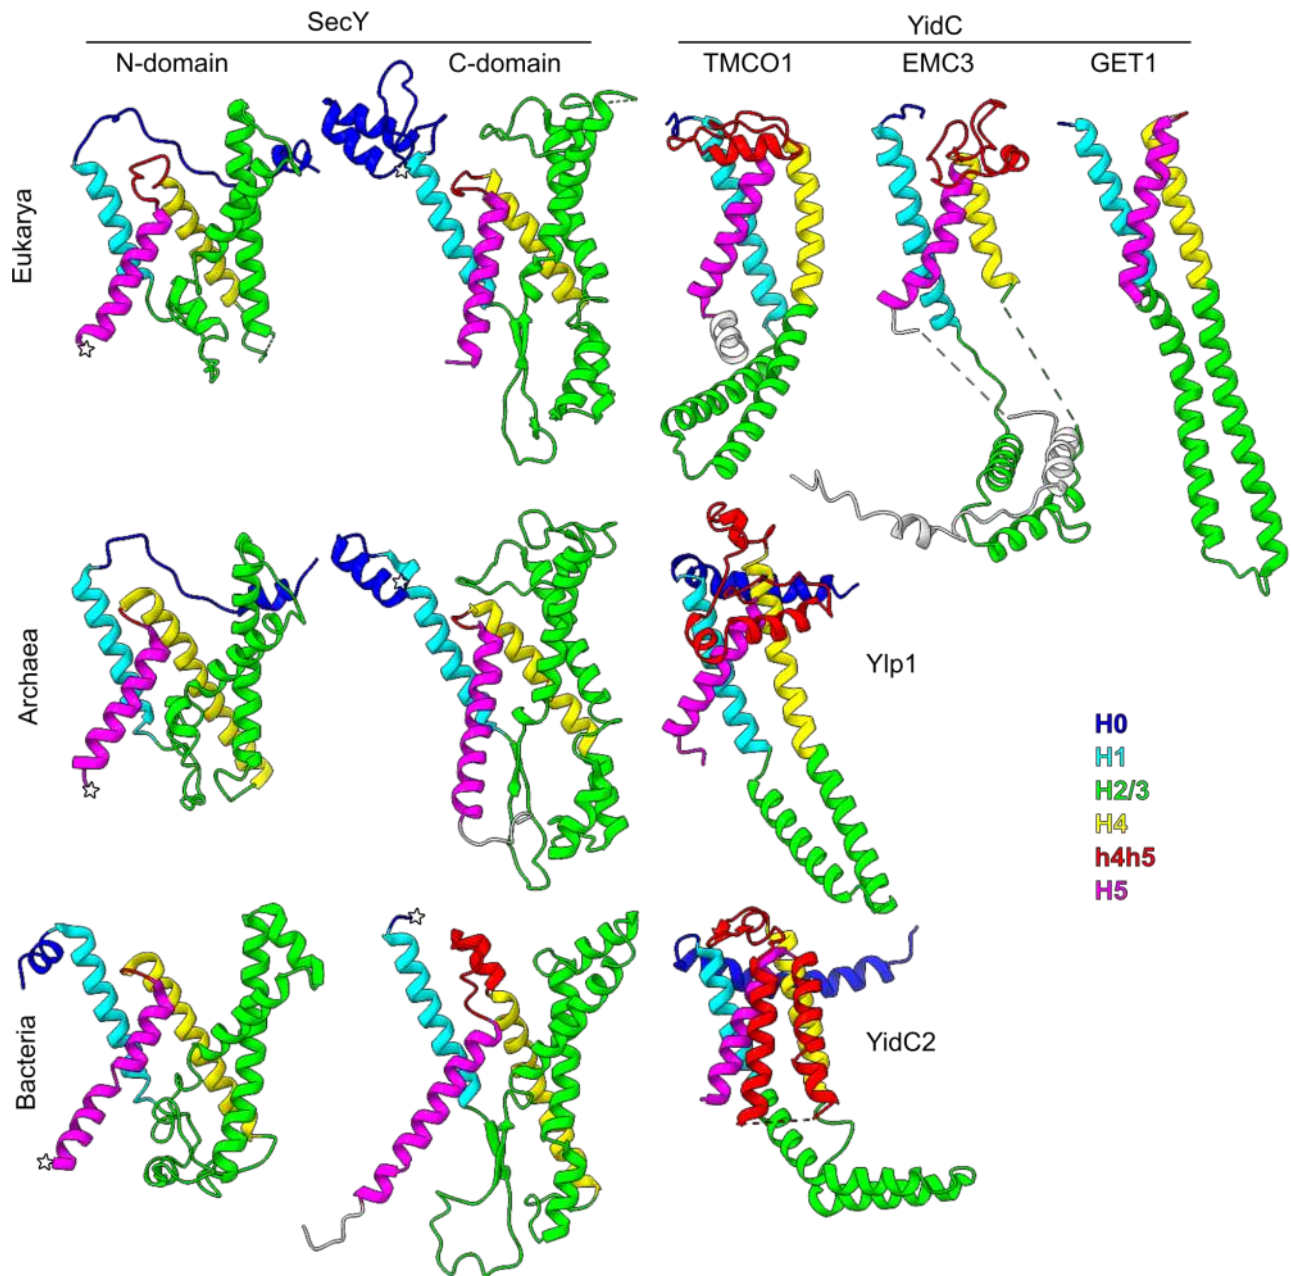 SecY
YidC
N-domain
C-domain
TMCO1
EMC3
GET1
Eukarya
Archaea
Ylp1
H0
H1
H2/3
H4
h4h5
H5
Bacteria
YidC2